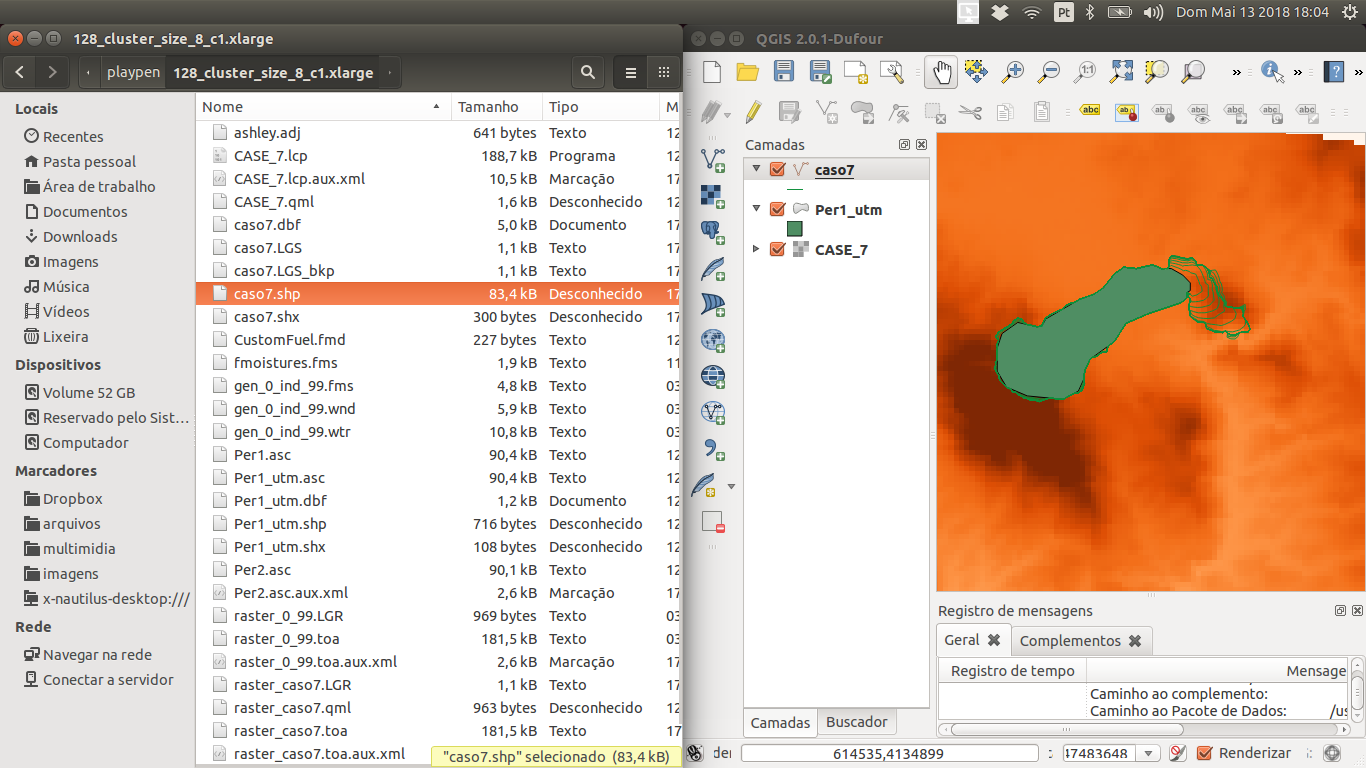 Pt
Dom Mai 13 2018 18:04
128_cluster_size_8_c1.xlarge
playpen
128_cluster_size_8_c1.xlarge
Locais
Recentes
Pasta pessoal
Área de trabalho
Documentos
Downloads
Imagens
Música
Vídeos
Lixeira
Dispositivos
Volume 52 GB
Reservado pelo Sist…
Computador
Marcadores
Dropbox
arquivos
multimidia
imagens
x-nautilus-desktop:///
Rede
Navegar na rede
Conectar a servidor
Nome Tamanho Tipo M
ashley.adj 641 bytes Texto 12
CASE_7.lcp 188,7 kB Programa 12
CASE_7.lcp.aux.xml 10,5 kB Marcação 17
CASE_7.qml 1,6 kB Desconhecido 12
caso7.dbf 5,0 kB Documento 17
caso7.LGS 1,1 kB Texto 17
caso7.LGS_bkp 1,1 kB Texto 17
caso7.shp 83,4 kB Desconhecido 17
caso7.shx 300 bytes Desconhecido 17
CustomFuel.fmd 227 bytes Texto 12
fmoistures.fms 1,9 kB Texto 11
gen_0_ind_99.fms 4,8 kB Texto 03
gen_0_ind_99.wnd 5,9 kB Texto 03
gen_0_ind_99.wtr 10,8 kB Texto 03
Per1.asc 90,4 kB Texto 12
Per1_utm.asc 90,4 kB Texto 12
Per1_utm.dbf 1,2 kB Documento 12
Per1_utm.shp 716 bytes Desconhecido 12
Per1_utm.shx 108 bytes Desconhecido 12
Per2.asc 90,1 kB Texto 12
Per2.asc.aux.xml 2,6 kB Marcação 17
raster_0_99.LGR 969 bytes Texto 03
raster_0_99.toa 181,5 kB Texto 03
raster_0_99.toa.aux.xml 2,6 kB Marcação 17
raster_caso7.LGR 1,1 kB Texto 17
raster_caso7.qml 963 bytes Desconhecido 12
raster_caso7.toa 181,5 kB Texto 17
raster_caso7.toa.aux.xml
"caso7.shp" selecionado (83,4 kB)
QGIS 2.0.1-Dufour
1:1
abc abc abc abc abc abc abc
Camadas
caso7
Per1_utm
CASE_7
Camadas Buscador
Registro de mensagens
Geral Complementos
Registro de tempo Mensage
Caminho ao complemento:
Caminho ao Pacote de Dados: /us
der 614535,4134899 : 17483648 Renderizar